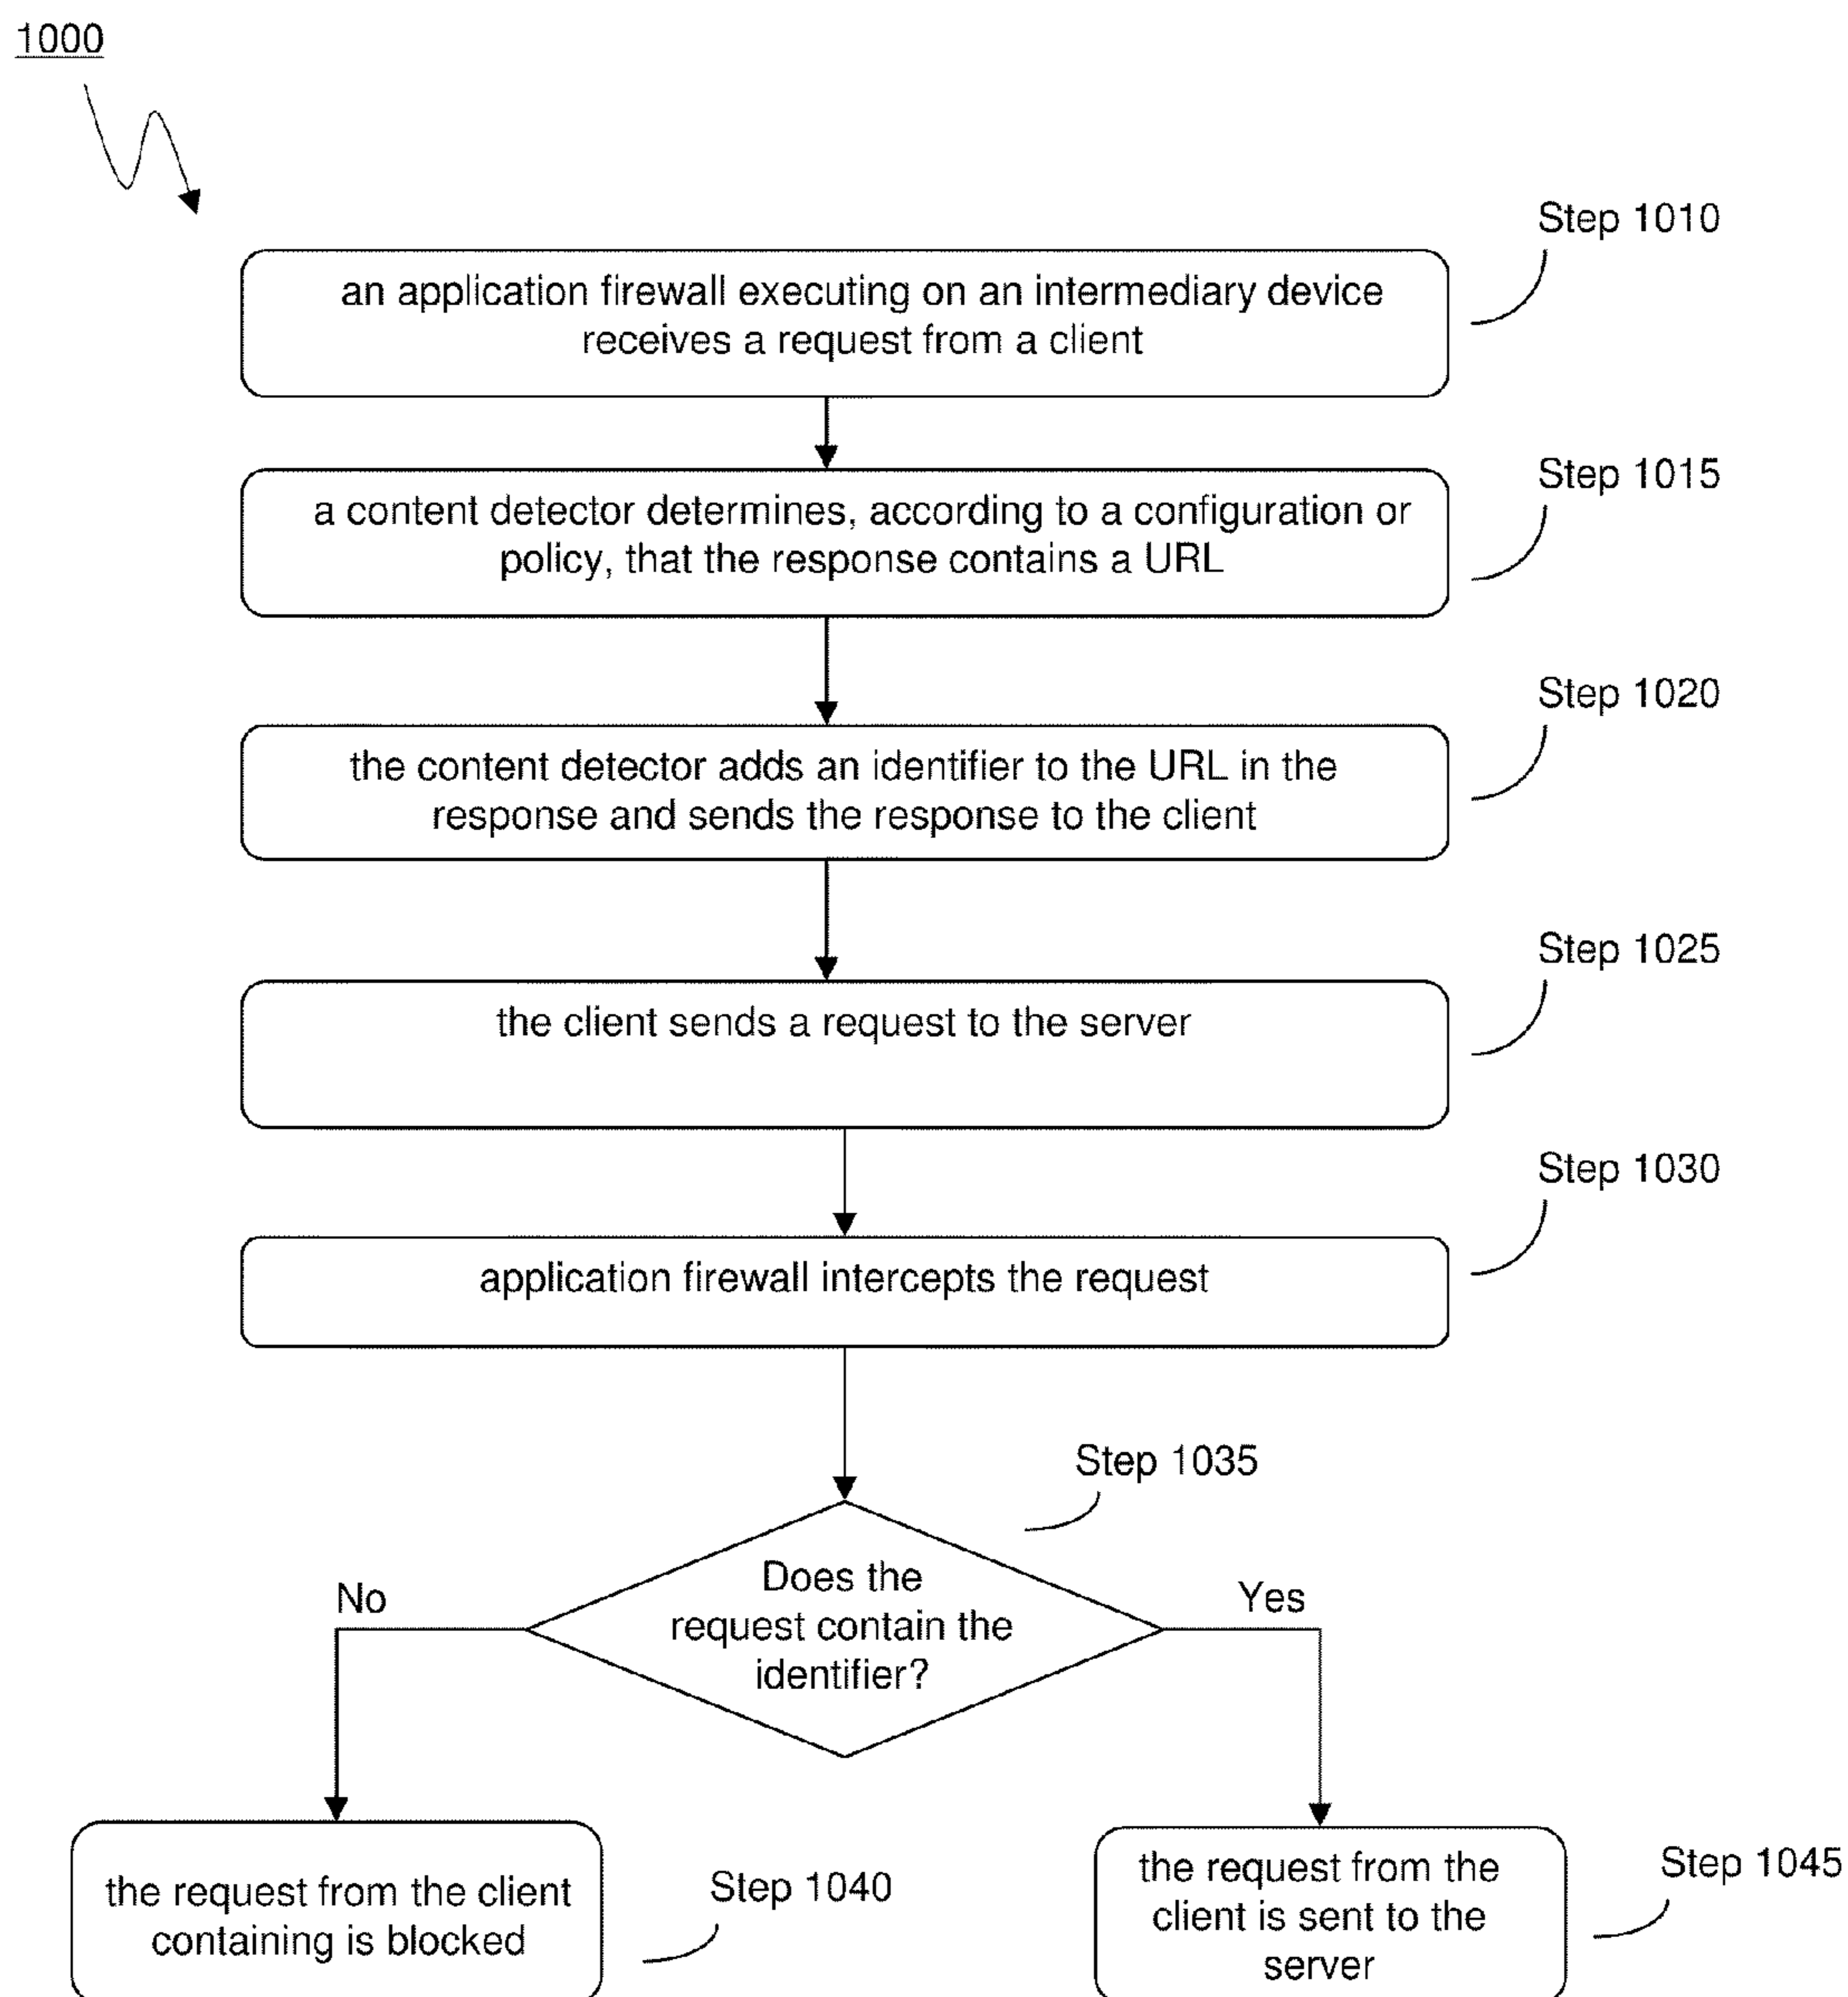 1000
Step 1010
an application firewall executing on an intermediary device
receives a request from a client
Step 1015
a content detector determines, according to a configuration or
policy, that the response contains a URL
Step 1020
the content detector adds an identifier to the URL in the
response and sends the response to the client
Step 1025
the client sends a request to the server
Step 1030
application firewall intercepts the request
Step 1035
Does the
request contain the
identifier?
No
Yes
the request from the client
containing is blocked
Step 1040
the request from the
client is sent to the
server
Step 1045